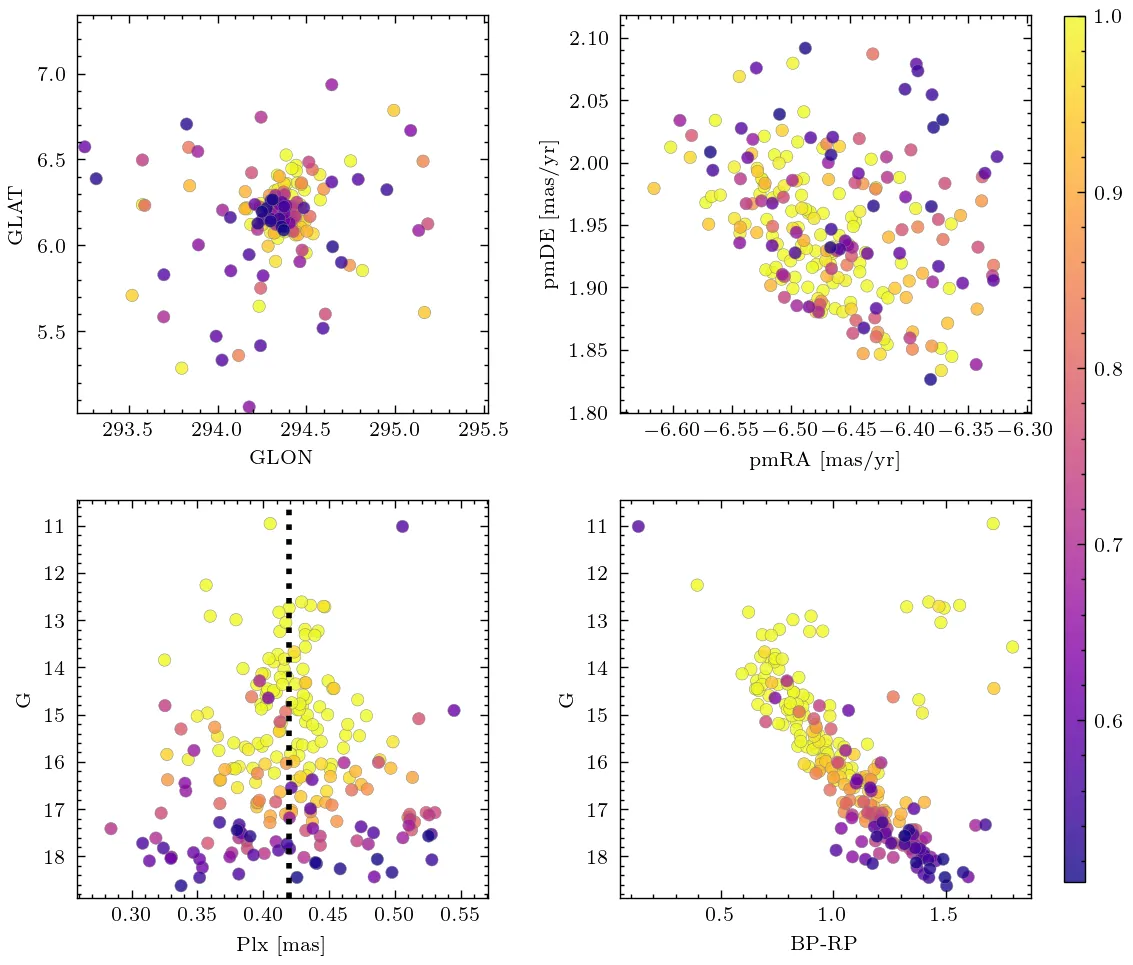 7.0
6.5
6.0
5.5
GLAT
293.5 294.0 294.5 295.0 295.5
GLON
2.10
2.05
2.00
1.95
1.90
1.85
1.80
pmDE [mas/yr]
−6.60 −6.55 −6.50 −6.45 −6.40 −6.35 −6.30
pmRA [mas/yr]
1.0
0.9
0.8
0.7
0.6
11
12
13
14
15
16
17
18
G
0.30 0.35 0.40 0.45 0.50 0.55
Plx [mas]
11
12
13
14
15
16
17
18
G
0.5 1.0 1.5
BP-RP